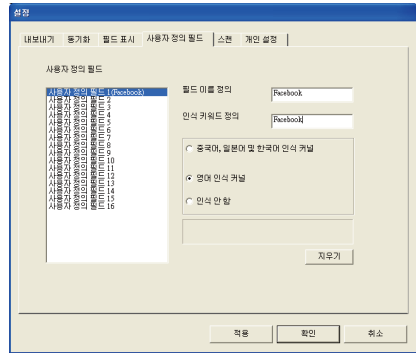 설정
내보내기 동기화 필드 표시 사용자 정의 필드 스캔 개인 설정
사용자 정의 필드
사용자 정의 필드 1(Facebook)
사용자 정의 필드 2
사용자 정의 필드 3
사용자 정의 필드 4
사용자 정의 필드 5
사용자 정의 필드 6
사용자 정의 필드 7
사용자 정의 필드 8
사용자 정의 필드 9
사용자 정의 필드 10
사용자 정의 필드 11
사용자 정의 필드 12
사용자 정의 필드 13
사용자 정의 필드 14
사용자 정의 필드 15
사용자 정의 필드 16
필드 이름 정의 Facebook
인식 키워드 정의 Facebook
중국어, 일본어 및 한국어 인식 커널
영어 인식 커널
인식 안 함
지우기
적용 확인 취소